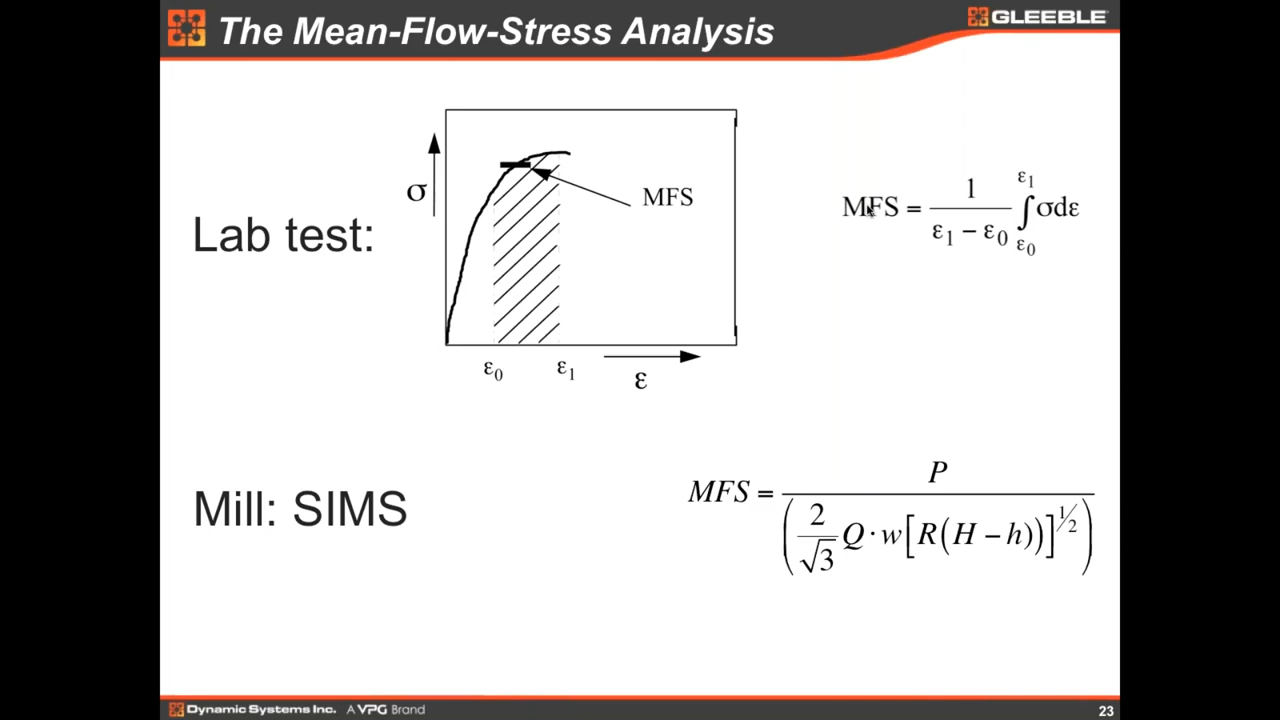 The Mean-Flow-Stress Analysis
GLEEBLE®
Lab test:
σ
MFS
ε₀
ε₁
ε
MFS = 1 / (ε₁ − ε₀) ∫_{ε₀}^{ε₁} σdε
Mill: SIMS
MFS = P / (2/√3 Q · w[R(H − h))]^{1/2})
Dynamic Systems Inc. A VPG Brand
23